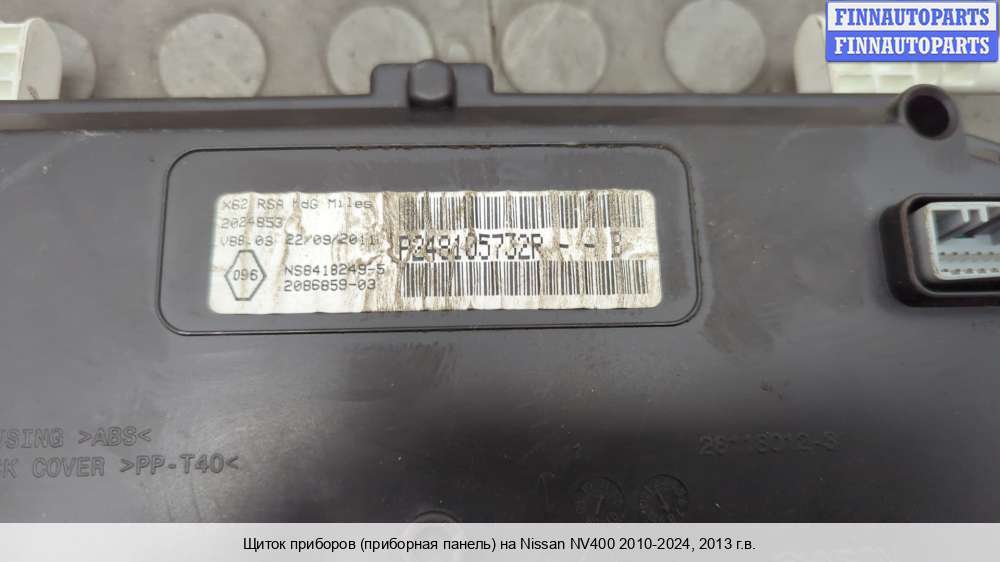 FINNAUTOPARTS
FINNAUTOPARTS
X62 RSA MdG Miles
2024853
V88.03 22/09/2011
P248105732R - - B
096
NS8418249-5
2086859-03
>ABS<
COVER >PP-T40<
Щиток приборов (приборная панель) на Nissan NV400 2010-2024, 2013 г.в.